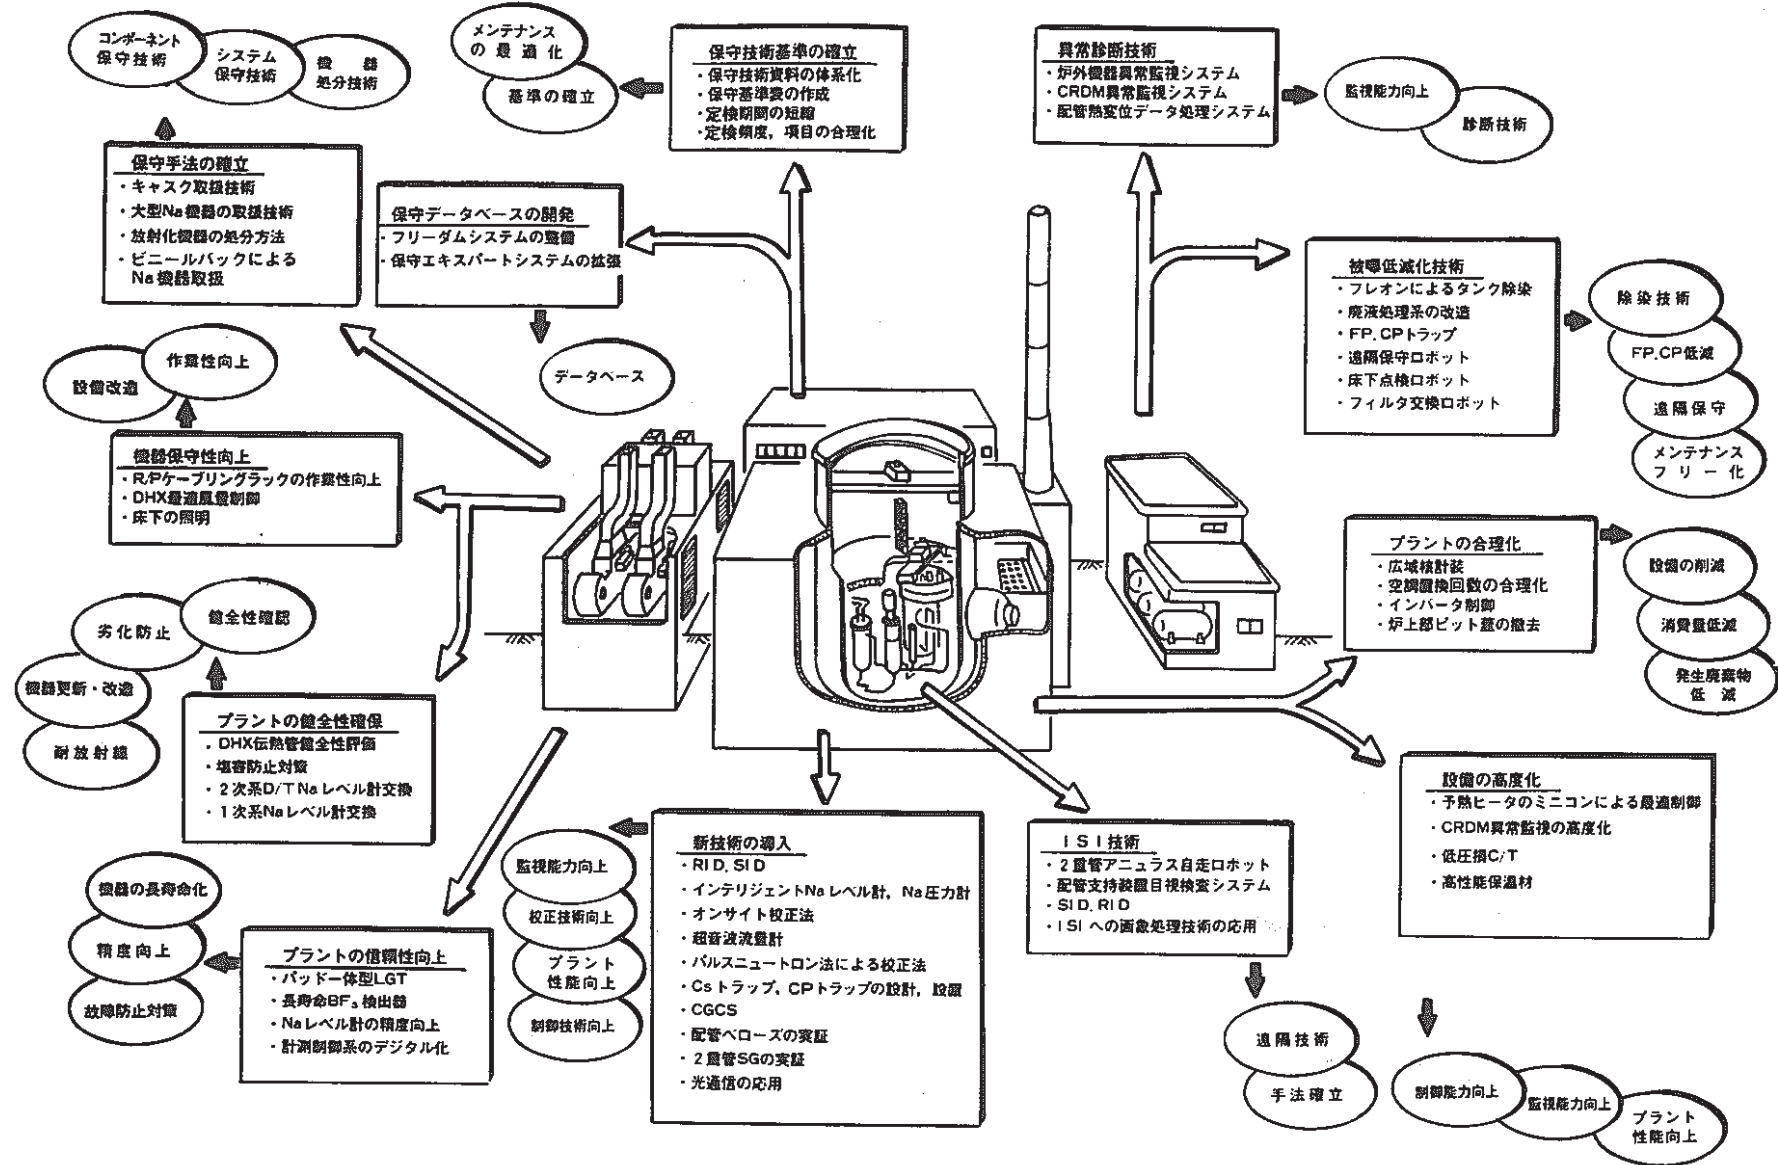 コンポーネント
保守技術
システム
保守技術
機器
処分技術
メンテナンス
の最適化
基準の確立
保守技術基準の確立
・保守技術資料の体系化
・保守基準表の作成
・定検期間の短縮
・定検頻度，項目の合理化
異常診断技術
・炉外機器異常監視システム
・CRDM異常監視システム
・配管熱変位データ処理システム
監視能力向上
診断技術
保守手法の確立
・キャスク取扱技術
・大型Na機器の取扱技術
・放射化機器の処分方法
・ビニールバックによる
Na機器取扱
保守データベースの開発
・フリーダムシステムの整備
・保守エキスパートシステムの拡張
データベース
被曝低減化技術
・フレオンによるタンク除染
・廃液処理系の改造
・FP.CPトラップ
・遠隔保守ロボット
・床下点検ロボット
・フィルタ交換ロボット
除染技術
FP.CP低減
遠隔保守
メンテナンス
フリー化
作業性向上
設備改造
機器保守性向上
・R/Pケーブリングラックの作業性向上
・DHX最適風量制御
・床下の照明
プラントの合理化
・広域核計装
・空調置換回数の合理化
・インバータ制御
・炉上部ピット蓋の撤去
設備の削減
消費量低減
発生廃棄物
低減
健全性確認
劣化防止
機器更新・改造
耐放射線
プラントの健全性確保
・DHX伝熱管健全性評価
・塩害防止対策
・2次系D/T Naレベル計交換
・1次系Naレベル計交換
設備の高度化
・予熱ヒータのミニコンによる最適制御
・CRDM異常監視の高度化
・低圧損C/T
・高性能保温材
機器の長寿命化
精度向上
故障防止対策
プラントの信頼性向上
・パッド一体型LGT
・長寿命BF₃検出器
・Naレベル計の精度向上
・計測制御系のデジタル化
監視能力向上
校正技術向上
プラント
性能向上
制御技術向上
新技術の導入
・RID, SID
・インテリジェントNaレベル計，Na圧力計
・オンサイト校正法
・超音波流量計
・パルスニュートロン法による校正法
・Csトラップ，CPトラップの設計，設置
・CGCS
・配管ベローズの実証
・2重管SGの実証
・光通信の応用
ISI技術
・2重管アニュラス自走ロボット
・配管支持装置目視検査システム
・SID, RID
・ISIへの画象処理技術の応用
遠隔技術
手法確立
制御能力向上
監視能力向上
プラント
性能向上